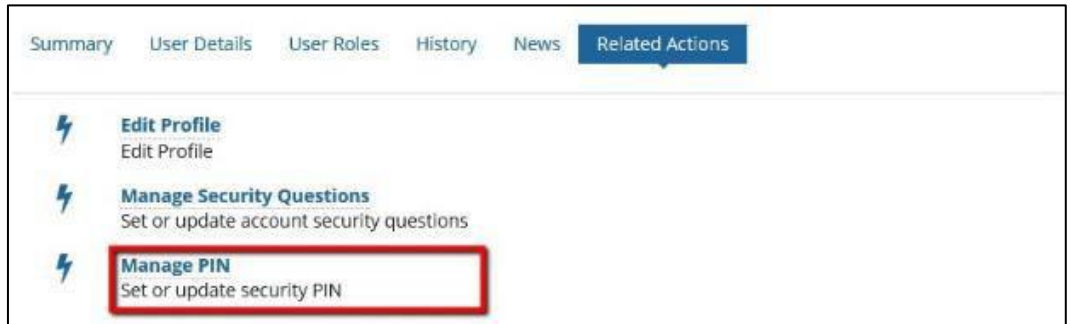 Summary User Details User Roles History News Related Actions
Edit Profile
Edit Profile
Manage Security Questions
Set or update account security questions
Manage PIN
Set or update security PIN